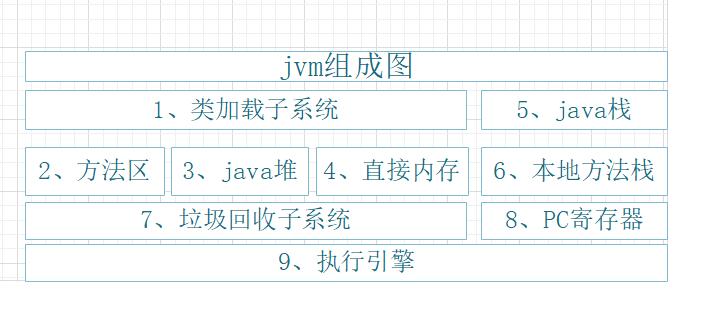 jvm组成图
1、类加载子系统
5、java栈
2、方法区
3、java堆
4、直接内存
6、本地方法栈
7、垃圾回收子系统
8、PC寄存器
9、执行引擎